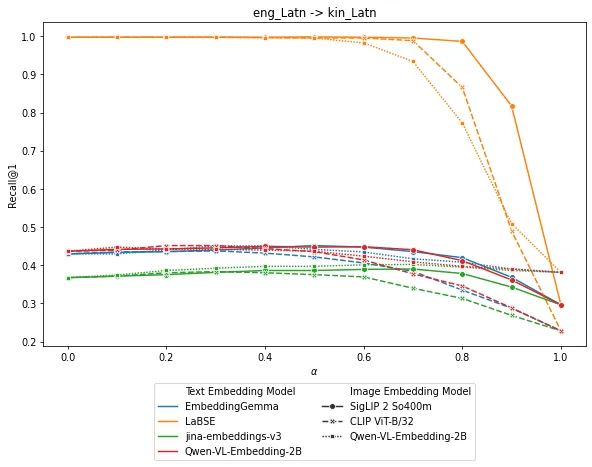 eng_Latn -> kin_Latn
Recall@1
1.0
0.9
0.8
0.7
0.6
0.5
0.4
0.3
0.2
0.0 0.2 0.4 0.6 0.8 1.0
α
Text Embedding Model Image Embedding Model
EmbeddingGemma SigLIP 2 So400m
LaBSE CLIP ViT-B/32
jina-embeddings-v3 Qwen-VL-Embedding-2B
Qwen-VL-Embedding-2B